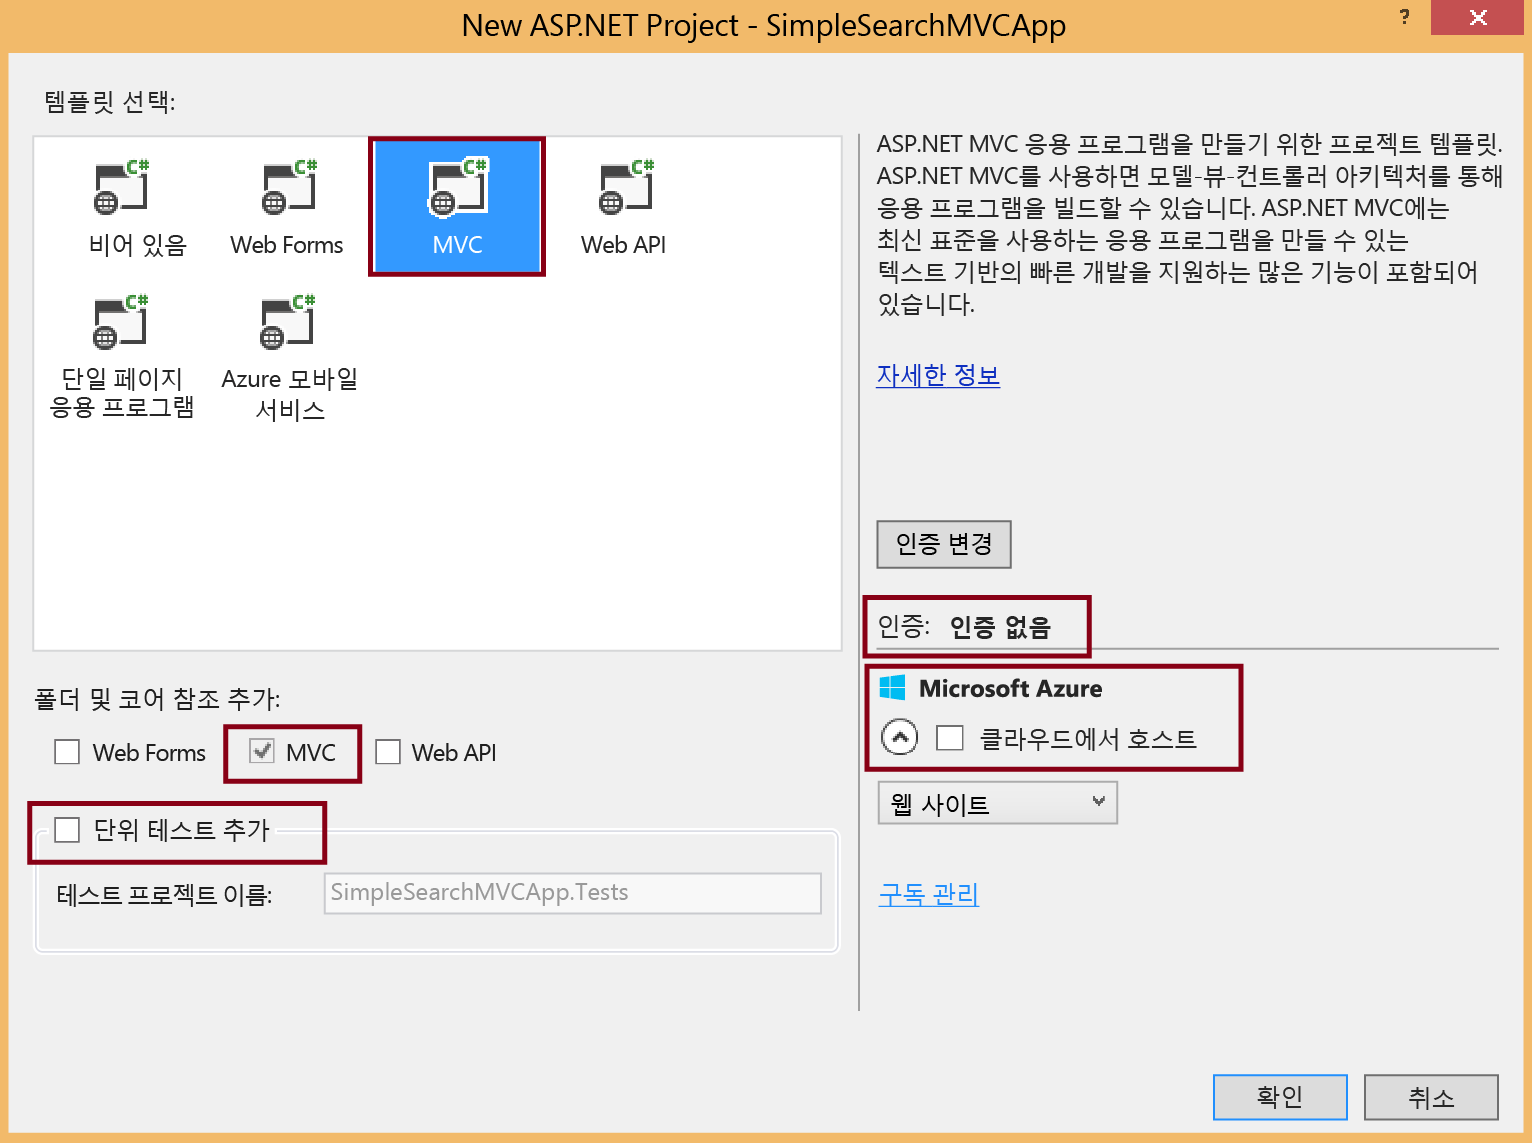 New ASP.NET Project - SimpleSearchMVCApp
?
템플릿 선택:
C#
C#
C#
C#
비어 있음
Web Forms
MVC
Web API
C#
C#
단일 페이지
응용 프로그램
Azure 모바일
서비스
ASP.NET MVC 응용 프로그램을 만들기 위한 프로젝트 템플릿.
ASP.NET MVC를 사용하면 모델-뷰-컨트롤러 아키텍처를 통해
응용 프로그램을 빌드할 수 있습니다. ASP.NET MVC에는
최신 표준을 사용하는 응용 프로그램을 만들 수 있는
텍스트 기반의 빠른 개발을 지원하는 많은 기능이 포함되어
있습니다.
자세한 정보
인증 변경
인증: 인증 없음
Microsoft Azure
클라우드에서 호스트
웹 사이트
구독 관리
폴더 및 코어 참조 추가:
Web Forms
MVC
Web API
단위 테스트 추가
테스트 프로젝트 이름:
SimpleSearchMVCApp.Tests
확인
취소